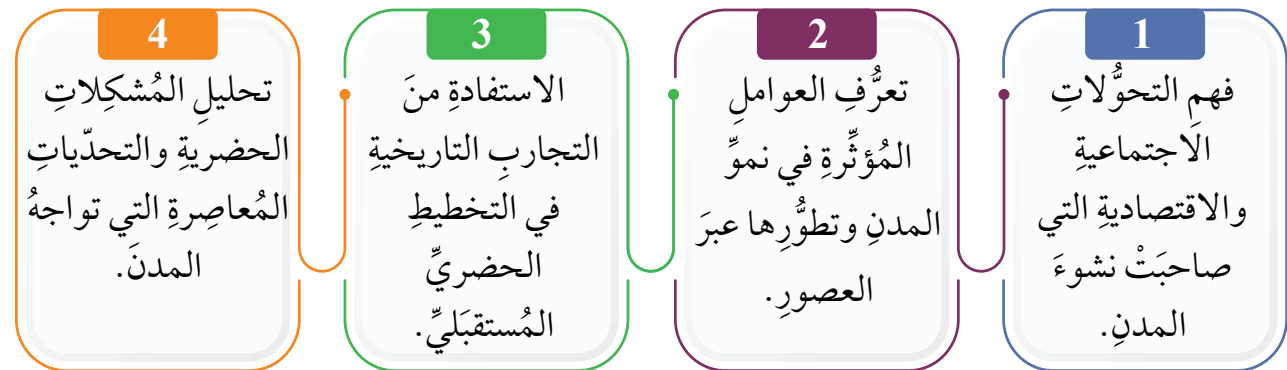 1
فهمِ التحوُّلاتِ
الاجتماعيةِ
والاقتصاديةِ التي
صاحبَتْ نشوءَ
المدنِ.
2
تعرُّفِ العواملِ
المُؤثِّرةِ في نموِّ
المدنِ وتطوُّرِها عبرَ
العصورِ.
3
الاستفادةِ منَ
التجاربِ التاريخيةِ
في التخطيطِ
الحضريِّ
المُستقبَليِّ.
4
تحليلِ المُشكِلاتِ
الحضريةِ والتحدّياتِ
المُعاصِرةِ التي تواجهُ
المدنَ.